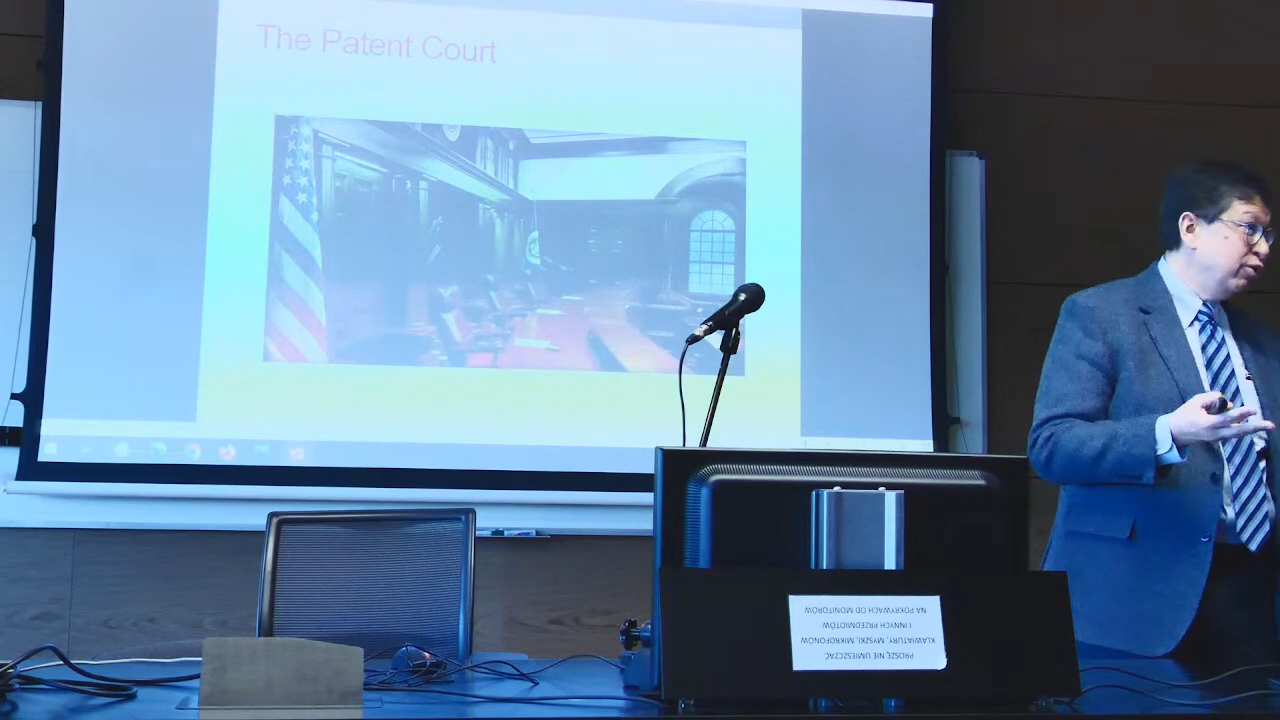 The Patent Court
PROSZĘ NIE UMIESZCZAĆ
KLAWIATURY, MYSZKI, MIKROFONÓW
I INNYCH PRZEDMIOTÓW
NA POKRYWACH OD MONITORÓW